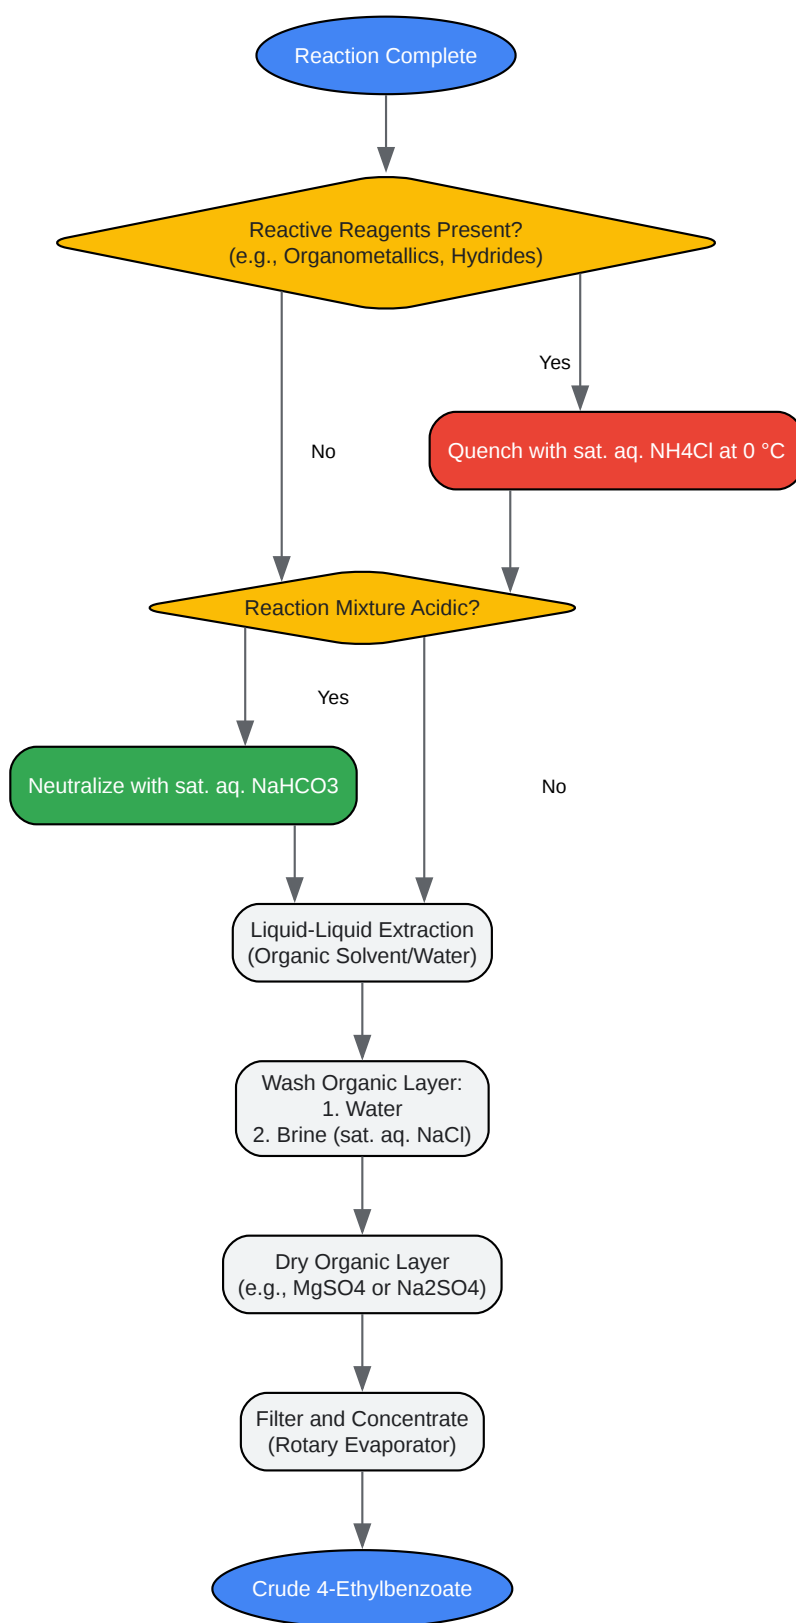 Reaction Complete
Reactive Reagents Present?
(e.g., Organometallics, Hydrides)
Yes
No
Quench with sat. aq. NH4Cl at 0 °C
Reaction Mixture Acidic?
Yes
No
Neutralize with sat. aq. NaHCO3
Liquid-Liquid Extraction
(Organic Solvent/Water)
Wash Organic Layer:
1. Water
2. Brine (sat. aq. NaCl)
Dry Organic Layer
(e.g., MgSO4 or Na2SO4)
Filter and Concentrate
(Rotary Evaporator)
Crude 4-Ethylbenzoate